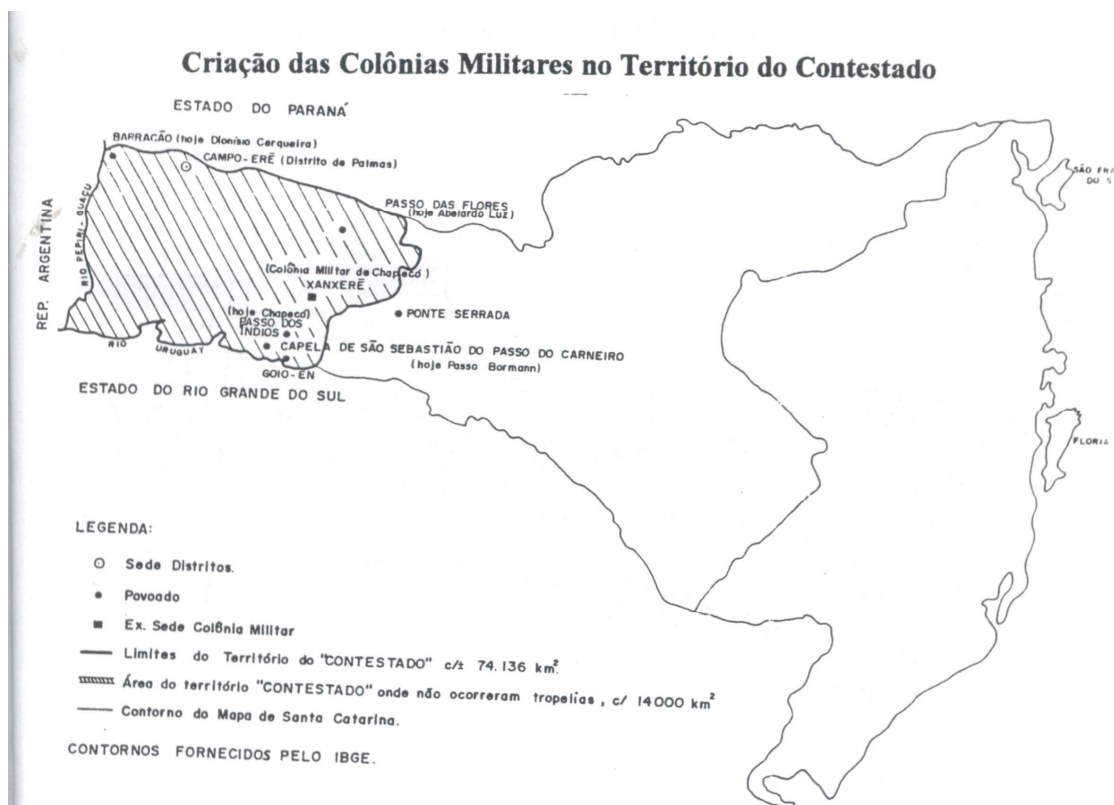 Criação das Colônias Militares no Território do Contestado
ESTADO DO PARANÁ
BARRACÃO (hoje Dionísio Cerqueira)
CAMPO-ERÊ (Distrito de Palmas)
SÃO FRA
DO S
REP. ARGENTINA
RIO PEPIRI-GUAÇU
PASSO DAS FLORES
(hoje Abelardo Luz)
(Colônia Militar de Chapecó)
XANXERÊ
(hoje Chapecó)
PASSO DOS
ÍNDIOS
PONTE SERRADA
RIO URUGUAY
CAPELA DE SÃO SEBASTIÃO DO PASSO DO CARNEIRO
(hoje Passo Bormann)
GOIO-EN
ESTADO DO RIO GRANDE DO SUL
FLORIA
LEGENDA:
Sede Distritos.
Povoado
Ex. Sede Colônia Militar
Limites do Território do "CONTESTADO" c/± 74.136 km².
Área do território "CONTESTADO" onde não ocorreram tropelias, c/ 14000 km²
Contorno do Mapa de Santa Catarina.
CONTORNOS FORNECIDOS PELO IBGE.